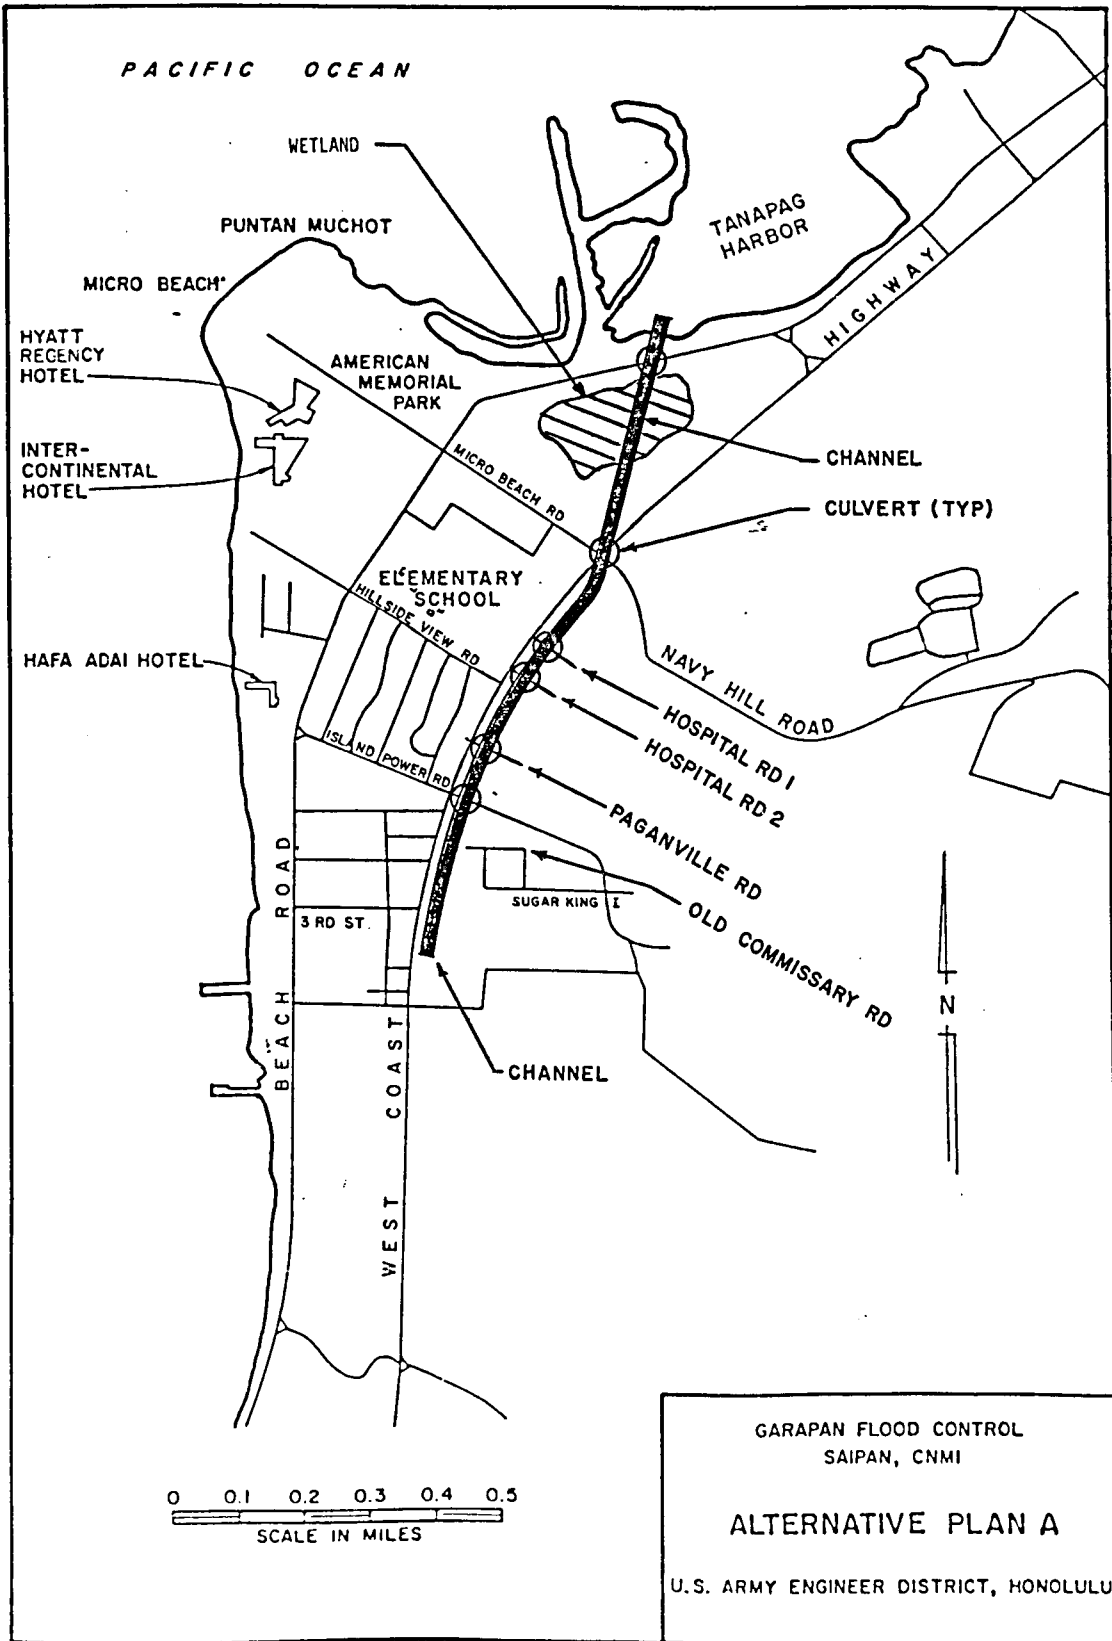 PACIFIC OCEAN
WETLAND
PUNTAN MUCHOT
TANAPAG
HARBOR
MICRO BEACH
HIGHWAY
HYATT
REGENCY
HOTEL
AMERICAN
MEMORIAL
PARK
INTER-
CONTINENTAL
HOTEL
MICRO BEACH RD
CHANNEL
CULVERT (TYP)
ELEMENTARY
SCHOOL
HILLSIDE VIEW RD
HAFA ADAI HOTEL
NAVY HILL ROAD
HOSPITAL RD 1
HOSPITAL RD 2
ISLAND POWER RD
PAGANVILLE RD
SUGAR KING
OLD COMMISSARY RD
3 RD ST.
BEACH ROAD
N
CHANNEL
WEST COAST
0 0.1 0.2 0.3 0.4 0.5
SCALE IN MILES
GARAPAN FLOOD CONTROL
SAIPAN, CNMI
ALTERNATIVE PLAN A
U.S. ARMY ENGINEER DISTRICT, HONOLULU